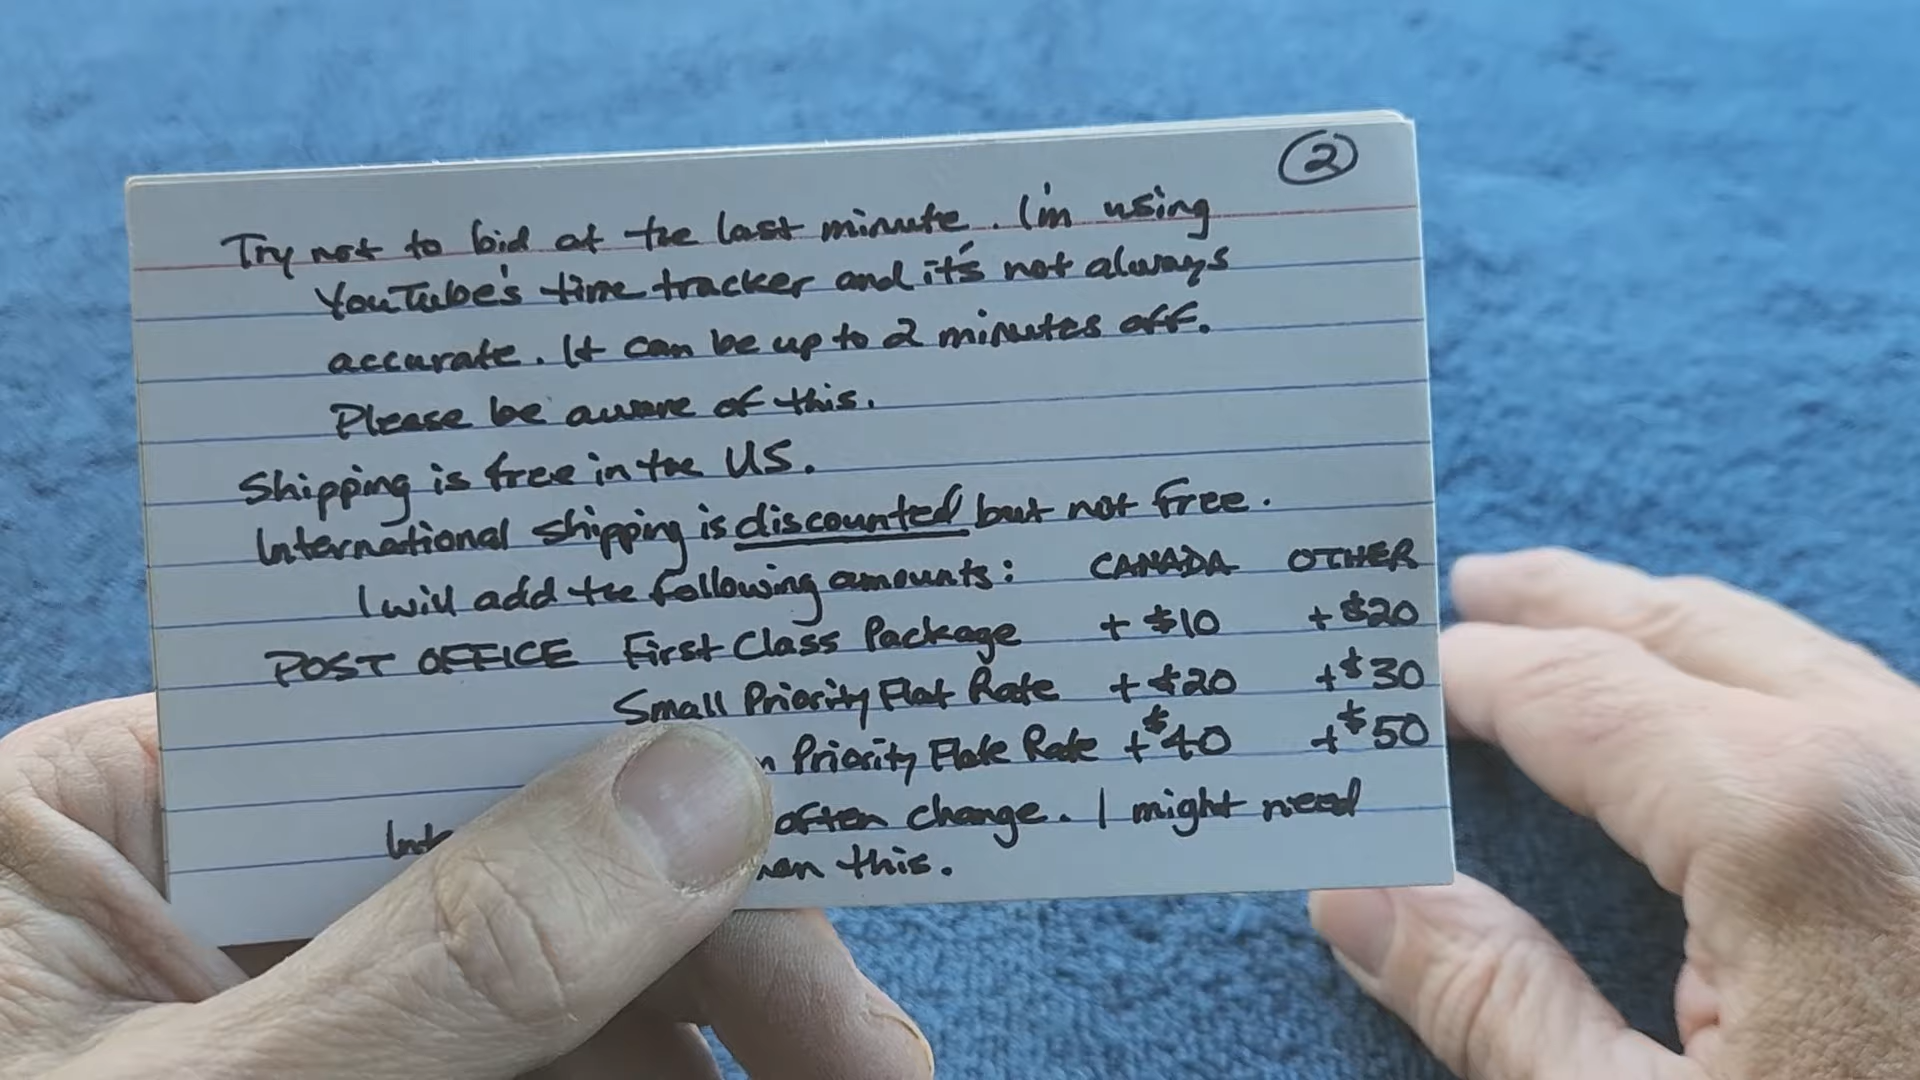 2
Try not to bid at the last minute. I'm using
YouTube's time tracker and it's not always
accurate. It can be up to 2 minutes off.
Please be aware of this.
Shipping is free in the US.
International shipping is discounted but not free.
I will add the following amounts: CANADA OTHER
POST OFFICE First Class Package + $10 + $20
Small Priority Flat Rate + $20 + $30
Priority Flate Rate + $40 + $50
often change. I might need
this.